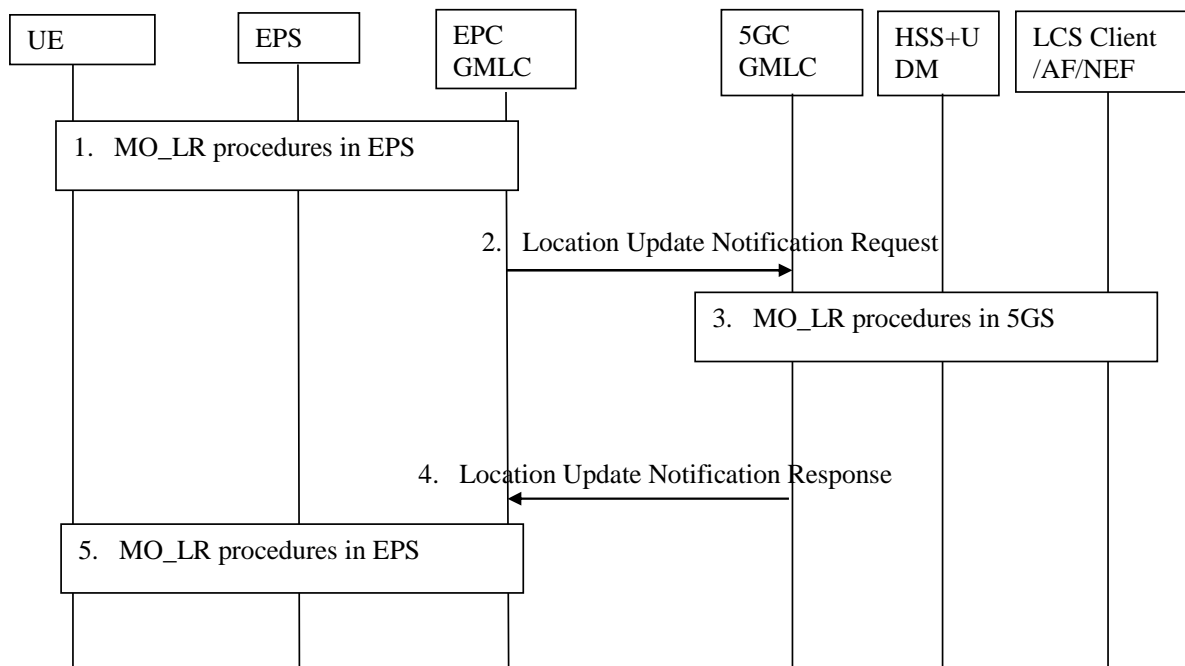 UE
EPS
EPC
GMLC
5GC
GMLC
HSS+U
DM
LCS Client
/AF/NEF
1. MO_LR procedures in EPS
2. Location Update Notification Request
3. MO_LR procedures in 5GS
4. Location Update Notification Response
5. MO_LR procedures in EPS